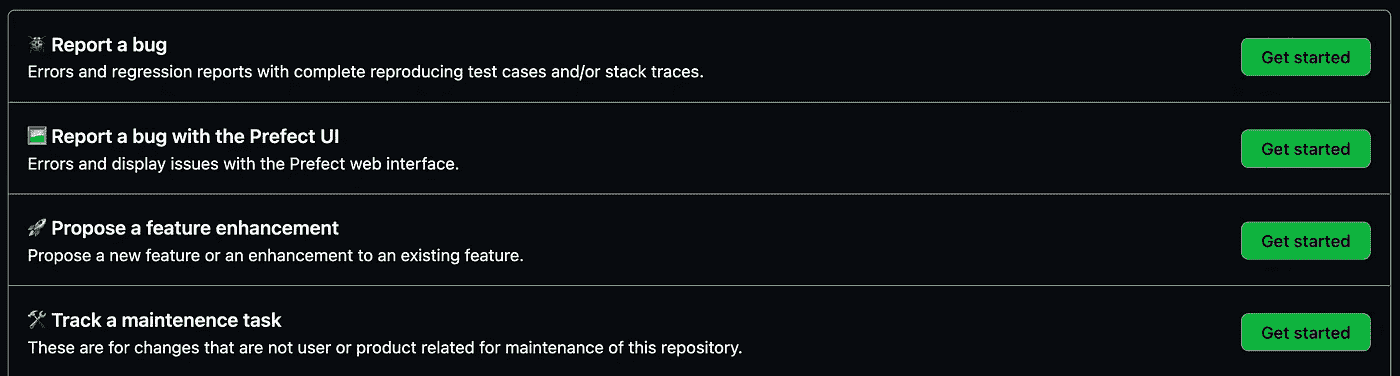 Report a bug
Get started
Errors and regression reports with complete reproducing test cases and/or stack traces.
Report a bug with the Prefect UI
Get started
Errors and display issues with the Prefect web interface.
Propose a feature enhancement
Get started
Propose a new feature or an enhancement to an existing feature.
Track a maintenence task
Get started
These are for changes that are not user or product related for maintenance of this repository.